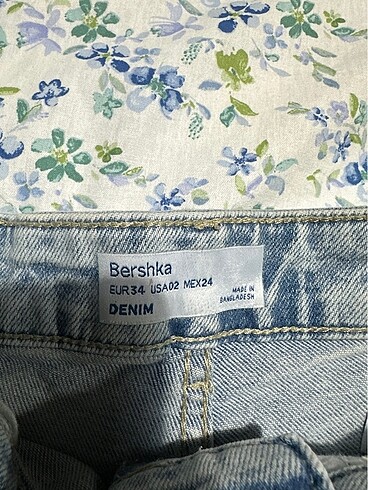 Bershka
EUR34 USA02 MEX24
DENIM
MADE IN
BANGLADESH